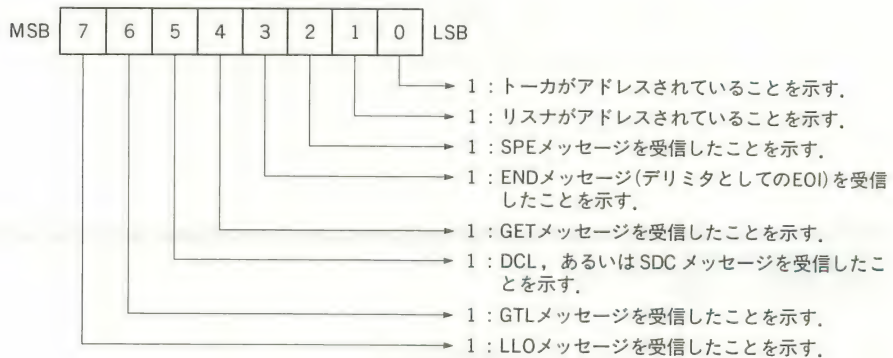 MSB 7 6 5 4 3 2 1 0 LSB
1：トーカがアドレスされていることを示す．
1：リスナがアドレスされていることを示す．
1：SPEメッセージを受信したことを示す．
1：ENDメッセージ(デリミタとしてのEOI)を受信
したことを示す．
1：GETメッセージを受信したことを示す．
1：DCL，あるいはSDCメッセージを受信したこ
とを示す．
1：GTLメッセージを受信したことを示す．
1：LLOメッセージを受信したことを示す．